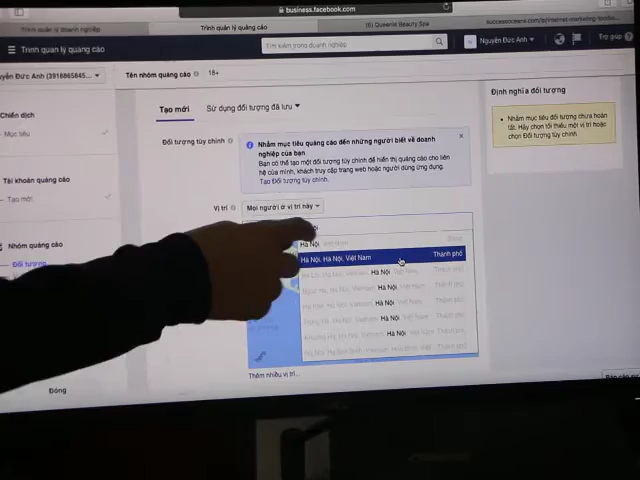 business.facebook.com
Trình quản lý doanh nghiệp
Trình quản lý quảng cáo
(6) Queenie Beauty Spa
Trình quản lý quảng cáo
Tìm kiếm trong doanh nghiệp
Nguyễn Đức Anh
Trợ giúp
yễn Đức Anh (3918865845...
Tên nhóm quảng cáo
18+
Chiến dịch
Mục tiêu
Tài khoản quảng cáo
Tạo mới
Nhóm quảng cáo
Đối tượng
Đóng
Tạo mới
Sử dụng đối tượng đã lưu
Đối tượng tùy chỉnh
Nhắm mục tiêu quảng cáo đến những người biết về doanh
nghiệp của bạn
Bạn có thể tạo một đối tượng tùy chỉnh để hiển thị quảng cáo cho liên
hệ của mình, khách truy cập trang web hoặc người dùng ứng dụng.
Tạo Đối tượng tùy chỉnh.
Vị trí
Mọi người ở vị trí này
Hà Nội, Việt Nam
Hà Nội, Hà Nội, Việt Nam
Thành phố
Hà Nội
Hà Nội
Hà Nội
Hà Nội
Hà Nội
Thêm nhiều vị trí...
Định nghĩa đối tượng
Nhắm mục tiêu đối tượng chưa hoàn
tất. Hãy chọn tối thiểu một vị trí hoặc
chọn Đối tượng tùy chỉnh.